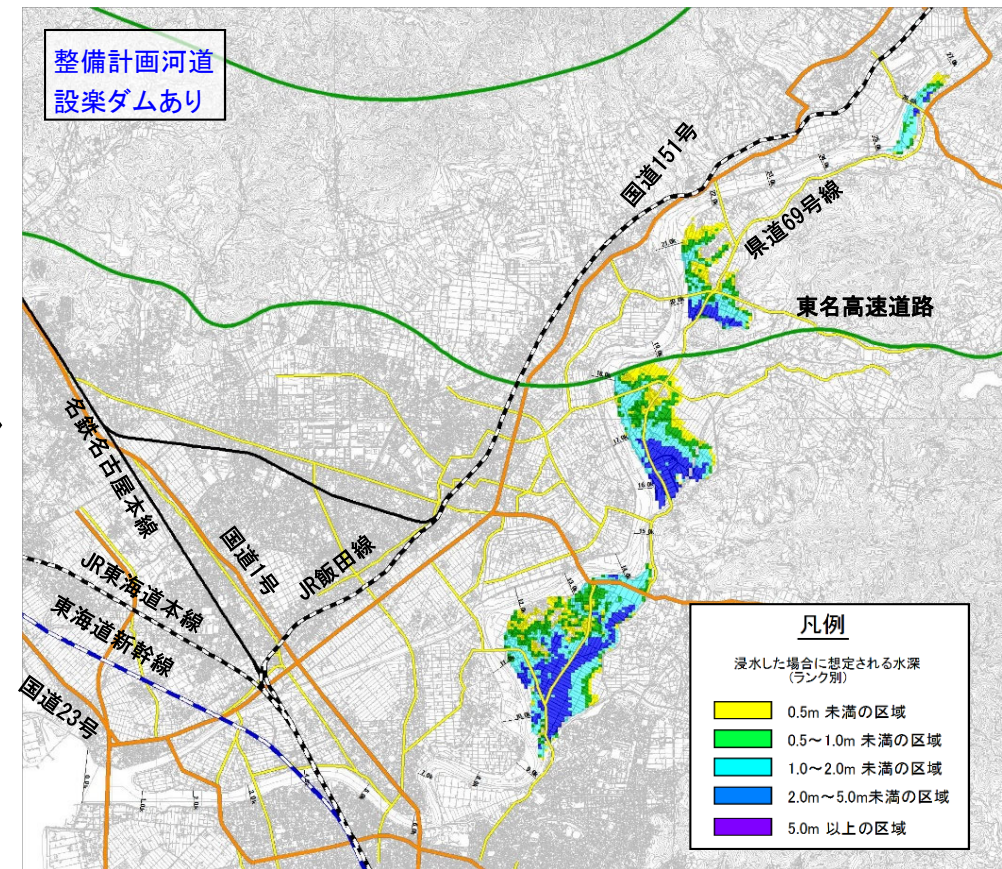 整備計画河道
設楽ダムあり
国道151号
県道69号線
東名高速道路
名鉄名古屋本線
国道1号
JR飯田線
JR東海道本線
東海道新幹線
国道23号
凡例
浸水した場合に想定される水深
(ランク別)
0.5m 未満の区域
0.5～1.0m 未満の区域
1.0～2.0m 未満の区域
2.0m～5.0m未満の区域
5.0m 以上の区域